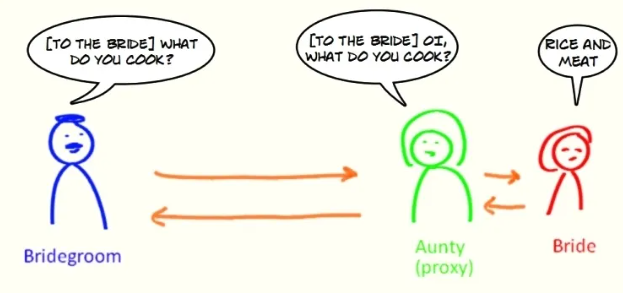 [TO THE BRIDE] WHAT
DO YOU COOK?
[TO THE BRIDE] OI,
WHAT DO YOU COOK?
RICE AND
MEAT
Bridegroom
Aunty
(proxy)
Bride